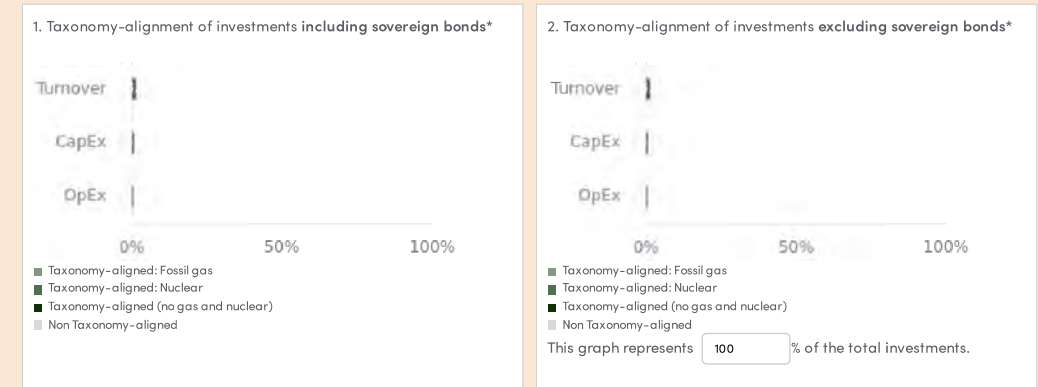 1. Taxonomy-alignment of investments including sovereign bonds*
Turnover
CapEx
OpEx
0% 50% 100%
Taxonomy-aligned: Fossil gas
Taxonomy-aligned: Nuclear
Taxonomy-aligned (no gas and nuclear)
Non Taxonomy-aligned
2. Taxonomy-alignment of investments excluding sovereign bonds*
Turnover
CapEx
OpEx
0% 50% 100%
Taxonomy-aligned: Fossil gas
Taxonomy-aligned: Nuclear
Taxonomy-aligned (no gas and nuclear)
Non Taxonomy-aligned
This graph represents 100 % of the total investments.